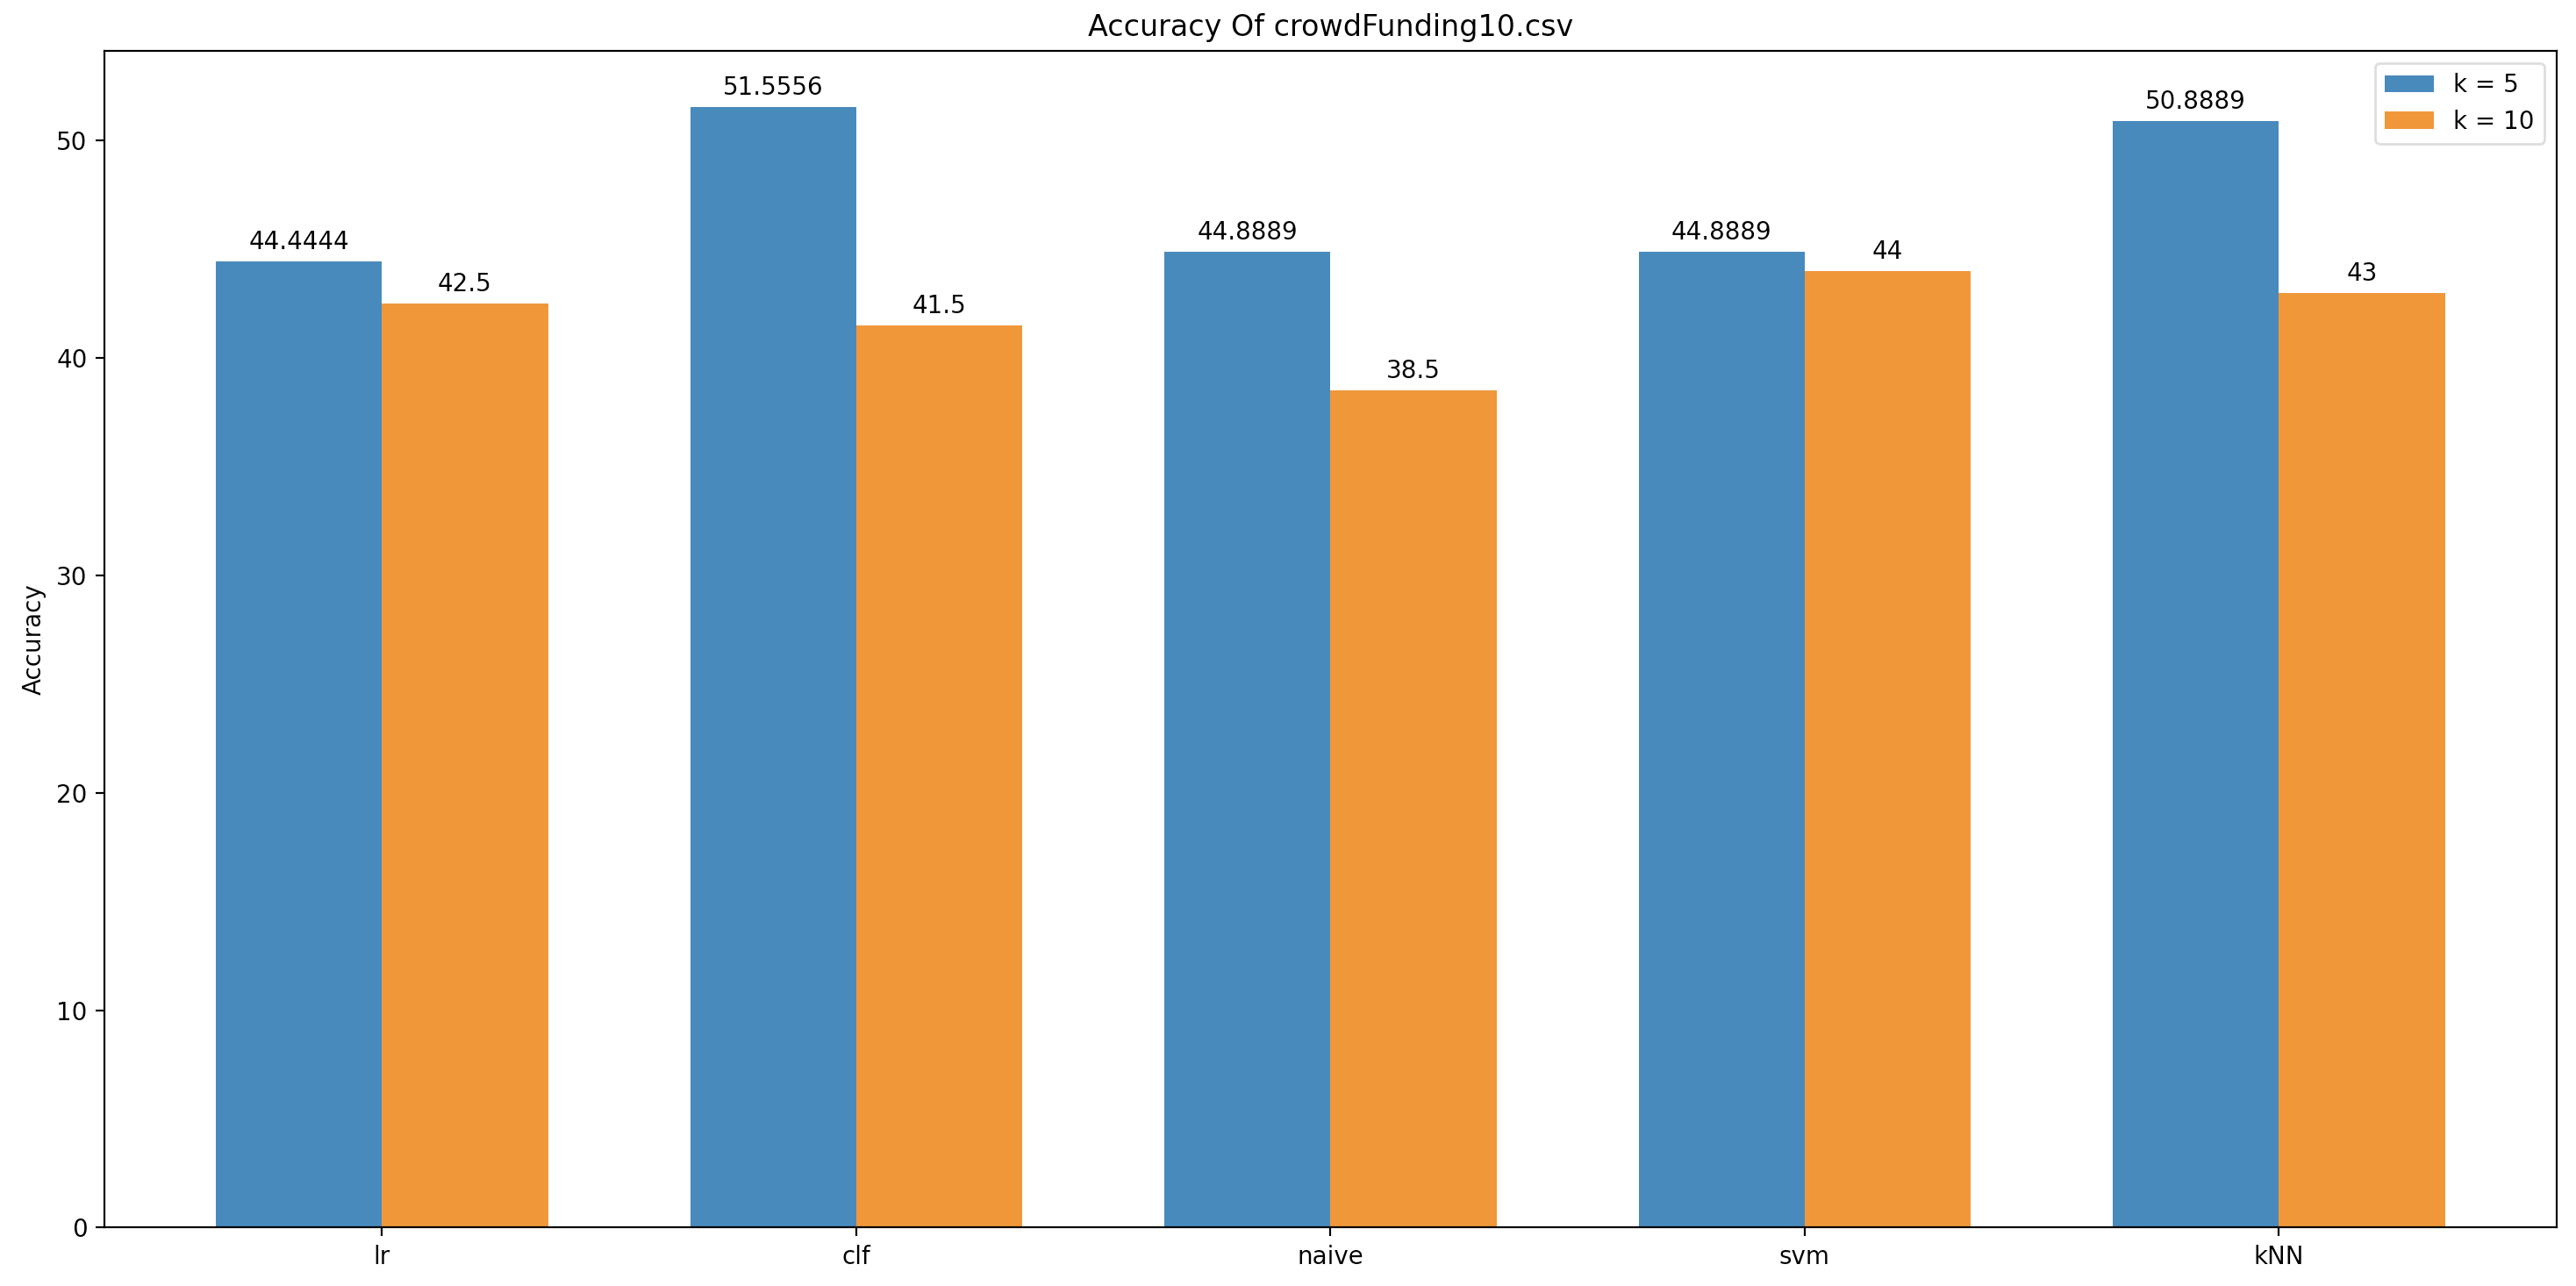 Accuracy Of crowdFunding10.csv
k = 5
k = 10
Accuracy
50
40
30
20
10
0
44.4444
42.5
51.5556
41.5
44.8889
38.5
44.8889
44
50.8889
43
lr
clf
naive
svm
kNN